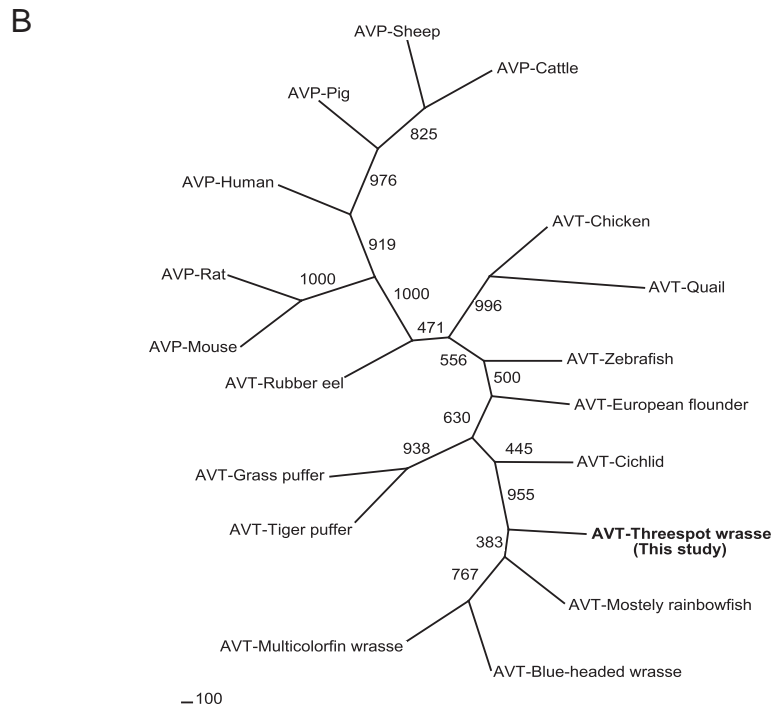 B
AVP-Sheep
AVP-Cattle
AVP-Pig
825
976
AVP-Human
AVT-Chicken
919
AVP-Rat
1000
1000
AVT-Quail
996
471
AVP-Mouse
556
AVT-Zebrafish
AVT-Rubber eel
500
AVT-European flounder
630
938
445
AVT-Cichlid
AVT-Grass puffer
955
AVT-Tiger puffer
AVT-Threespot wrasse
(This study)
383
767
AVT-Mostely rainbowfish
AVT-Multicolorfin wrasse
AVT-Blue-headed wrasse
100